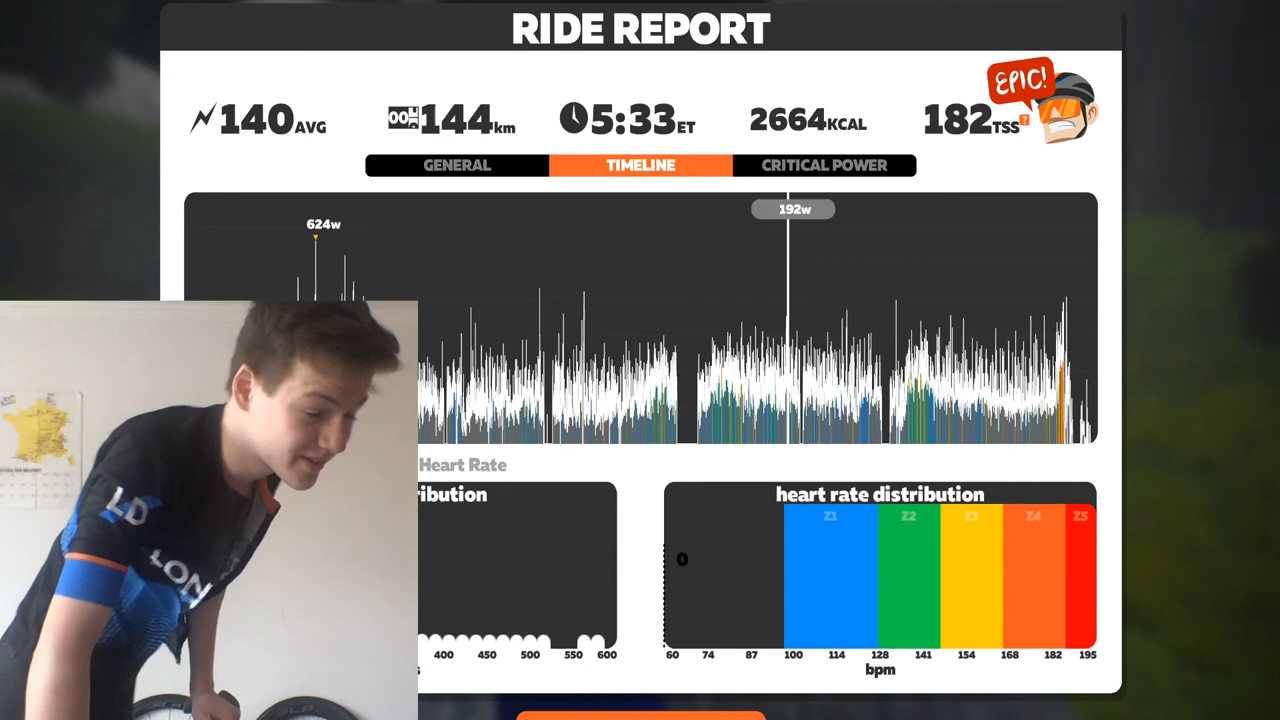 RIDE REPORT
EPIC!
140AVG
144km
5:33ET
2664KCAL
182TSS
?
GENERAL
TIMELINE
CRITICAL POWER
192w
624w
Heart Rate
ribution
heart rate distribution
Z1 Z2 Z3 Z4 Z5
0
LD
LON
400 450 500 550 600
60 74 87 100 114 128 141 154 168 182 195
bpm